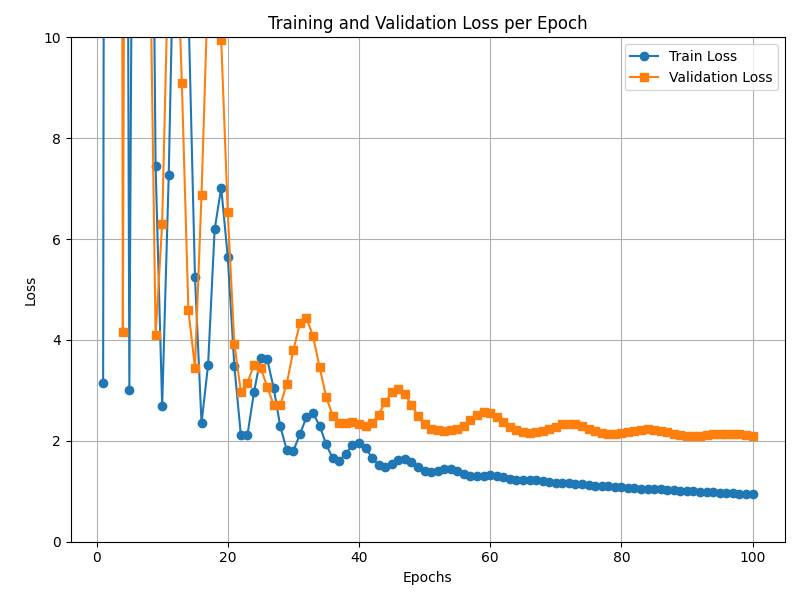 Training and Validation Loss per Epoch
Train Loss
Validation Loss
10
8
6
4
2
0
Loss
0 20 40 60 80 100
Epochs